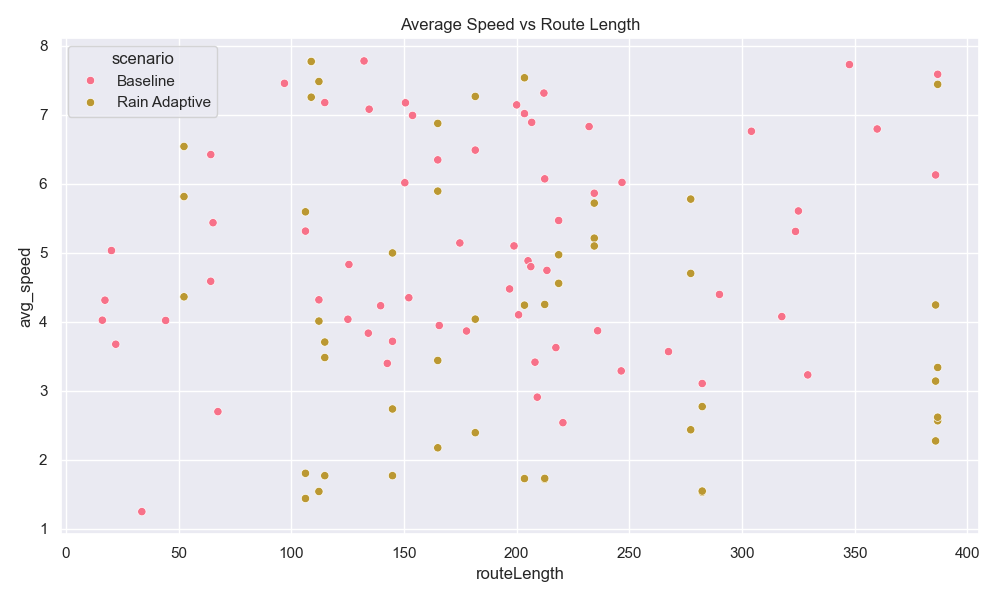 Average Speed vs Route Length
scenario
Baseline
Rain Adaptive
avg_speed
8
7
6
5
4
3
2
1
0
50
100
150
200
250
300
350
400
routeLength